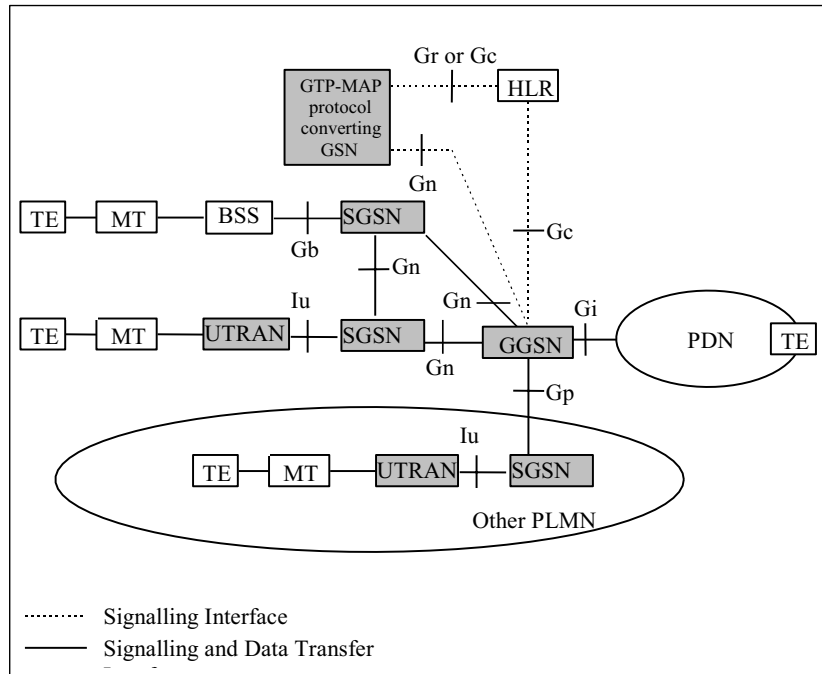 Gr or Gc
GTP-MAP
protocol
converting
GSN
HLR
Gn
TE
MT
BSS
SGSN
Gb
Gn
Gc
TE
MT
UTRAN
Iu
SGSN
Gn
Gn
GGSN
Gi
PDN
TE
Gp
TE
MT
UTRAN
Iu
SGSN
Other PLMN
Signalling Interface
Signalling and Data Transfer